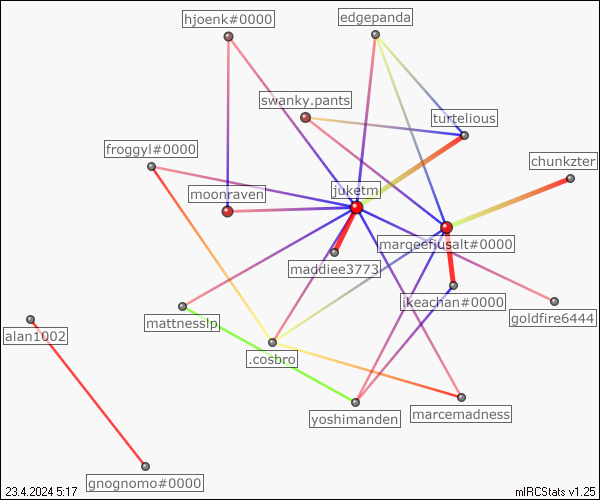 hjoenk#0000
edgepanda
swanky.pants
turtelious
froggyl#0000
chunkzter
moonraven
juketm
marqeefjusalt#0000
maddiee3773
ikeachan#0000
goldfire6444
mattnesslp
alan1002
.cosbro
yoshimanden
marcemadness
gnognomo#0000
23.4.2024 5:17
mIRCStats v1.25